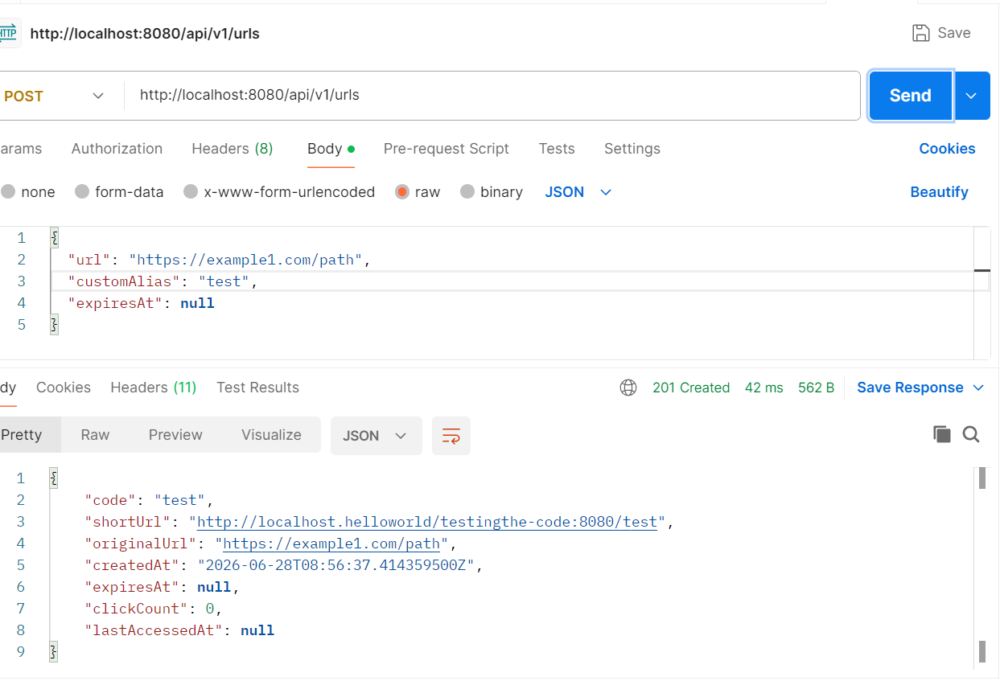 HTTP http://localhost:8080/api/v1/urls Save
POST http://localhost:8080/api/v1/urls Send
arams Authorization Headers (8) Body Pre-request Script Tests Settings Cookies
none form-data x-www-form-urlencoded raw binary JSON Beautify
1 {
2 "url": "https://example1.com/path",
3 "customAlias": "test",
4 "expiresAt": null
5 }
dy Cookies Headers (11) Test Results 201 Created 42 ms 562 B Save Response
Pretty Raw Preview Visualize JSON
1 {
2 "code": "test",
3 "shortUrl": "http://localhost.helloworld/testingthe-code:8080/test",
4 "originalUrl": "https://example1.com/path",
5 "createdAt": "2026-06-28T08:56:37.414359500Z",
6 "expiresAt": null,
7 "clickCount": 0,
8 "lastAccessedAt": null
9 }